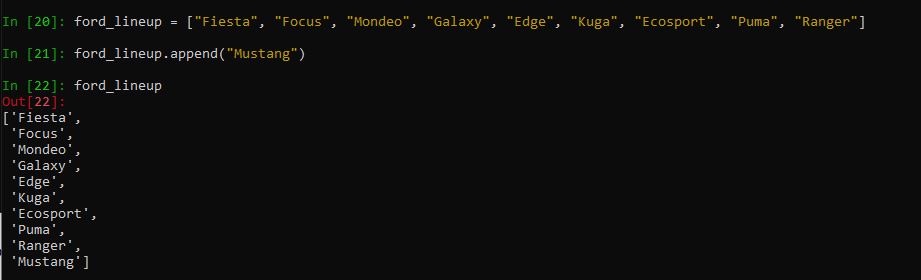 In [20]: ford_lineup = ["Fiesta", "Focus", "Mondeo", "Galaxy", "Edge", "Kuga", "Ecosport", "Puma", "Ranger"]
In [21]: ford_lineup.append("Mustang")
In [22]: ford_lineup
Out[22]:
['Fiesta',
 'Focus',
 'Mondeo',
 'Galaxy',
 'Edge',
 'Kuga',
 'Ecosport',
 'Puma',
 'Ranger',
 'Mustang']